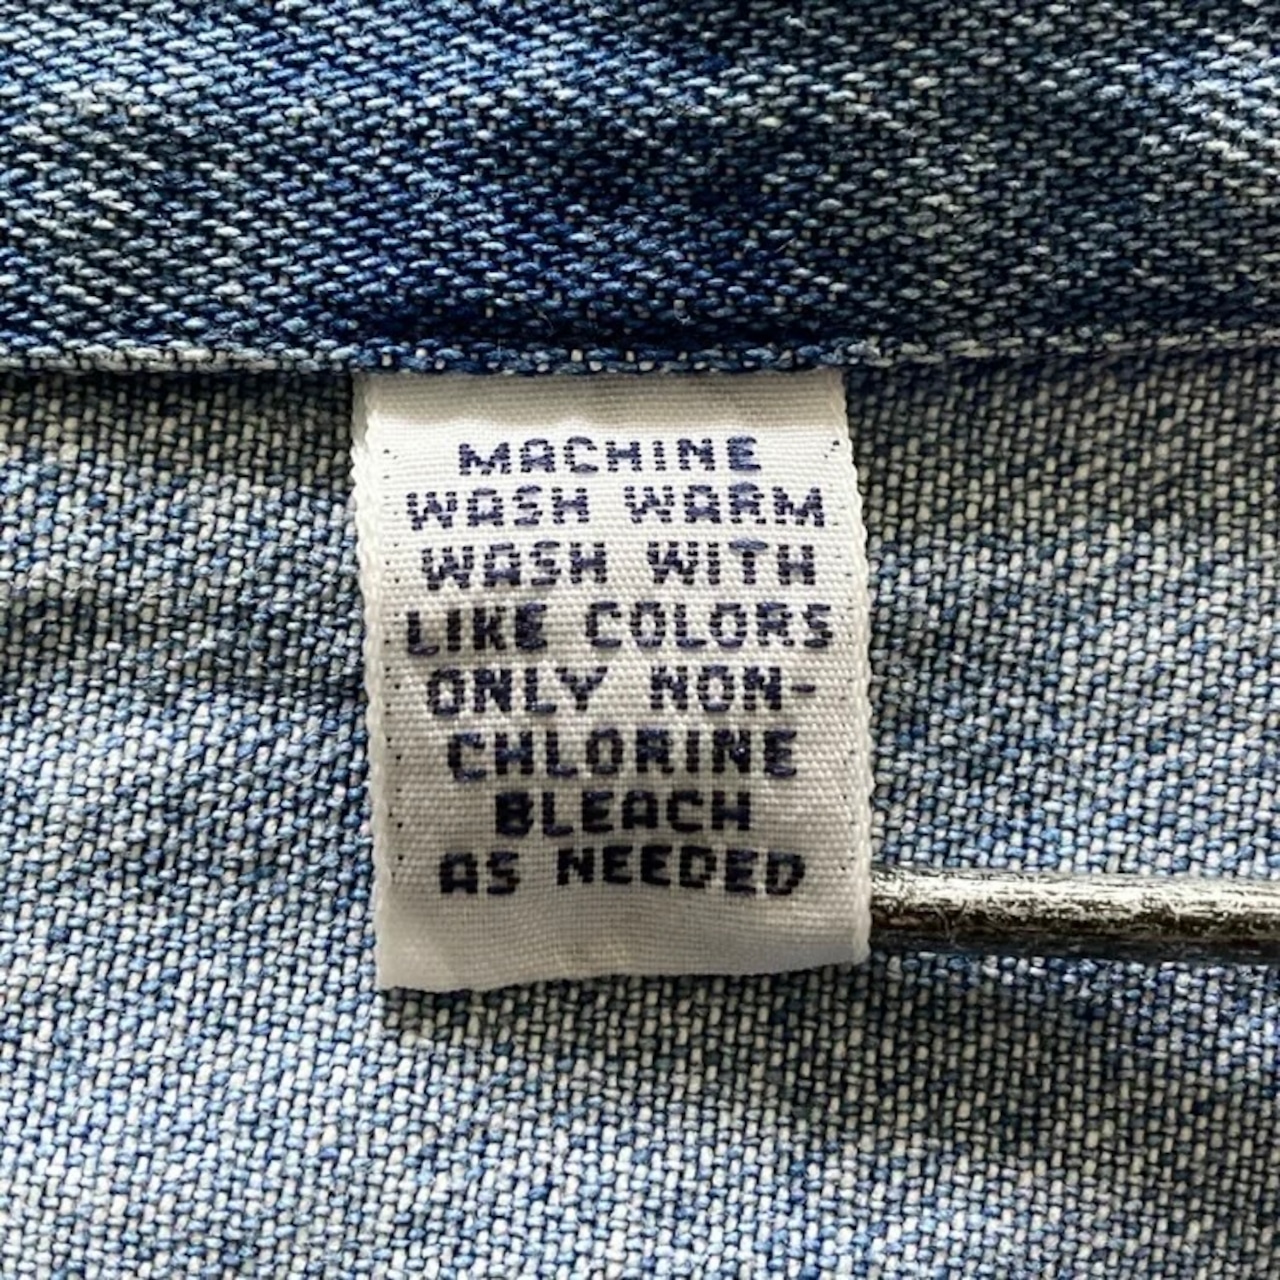 MACHINE
WASH WARM
WASH WITH
LIKE COLORS
ONLY NON-
CHLORINE
BLEACH
AS NEEDED